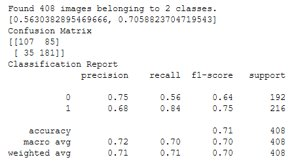 Found 408 images belonging to 2 classes.
[0.5630382895469666, 0.7058823704719543]
Confusion Matrix
[[107 85]
[ 35 181]]
Classification Report
precision recall f1-score support
0 0.75 0.56 0.64 192
1 0.68 0.84 0.75 216
accuracy 0.71 408
macro avg 0.72 0.70 0.70 408
weighted avg 0.71 0.71 0.70 408